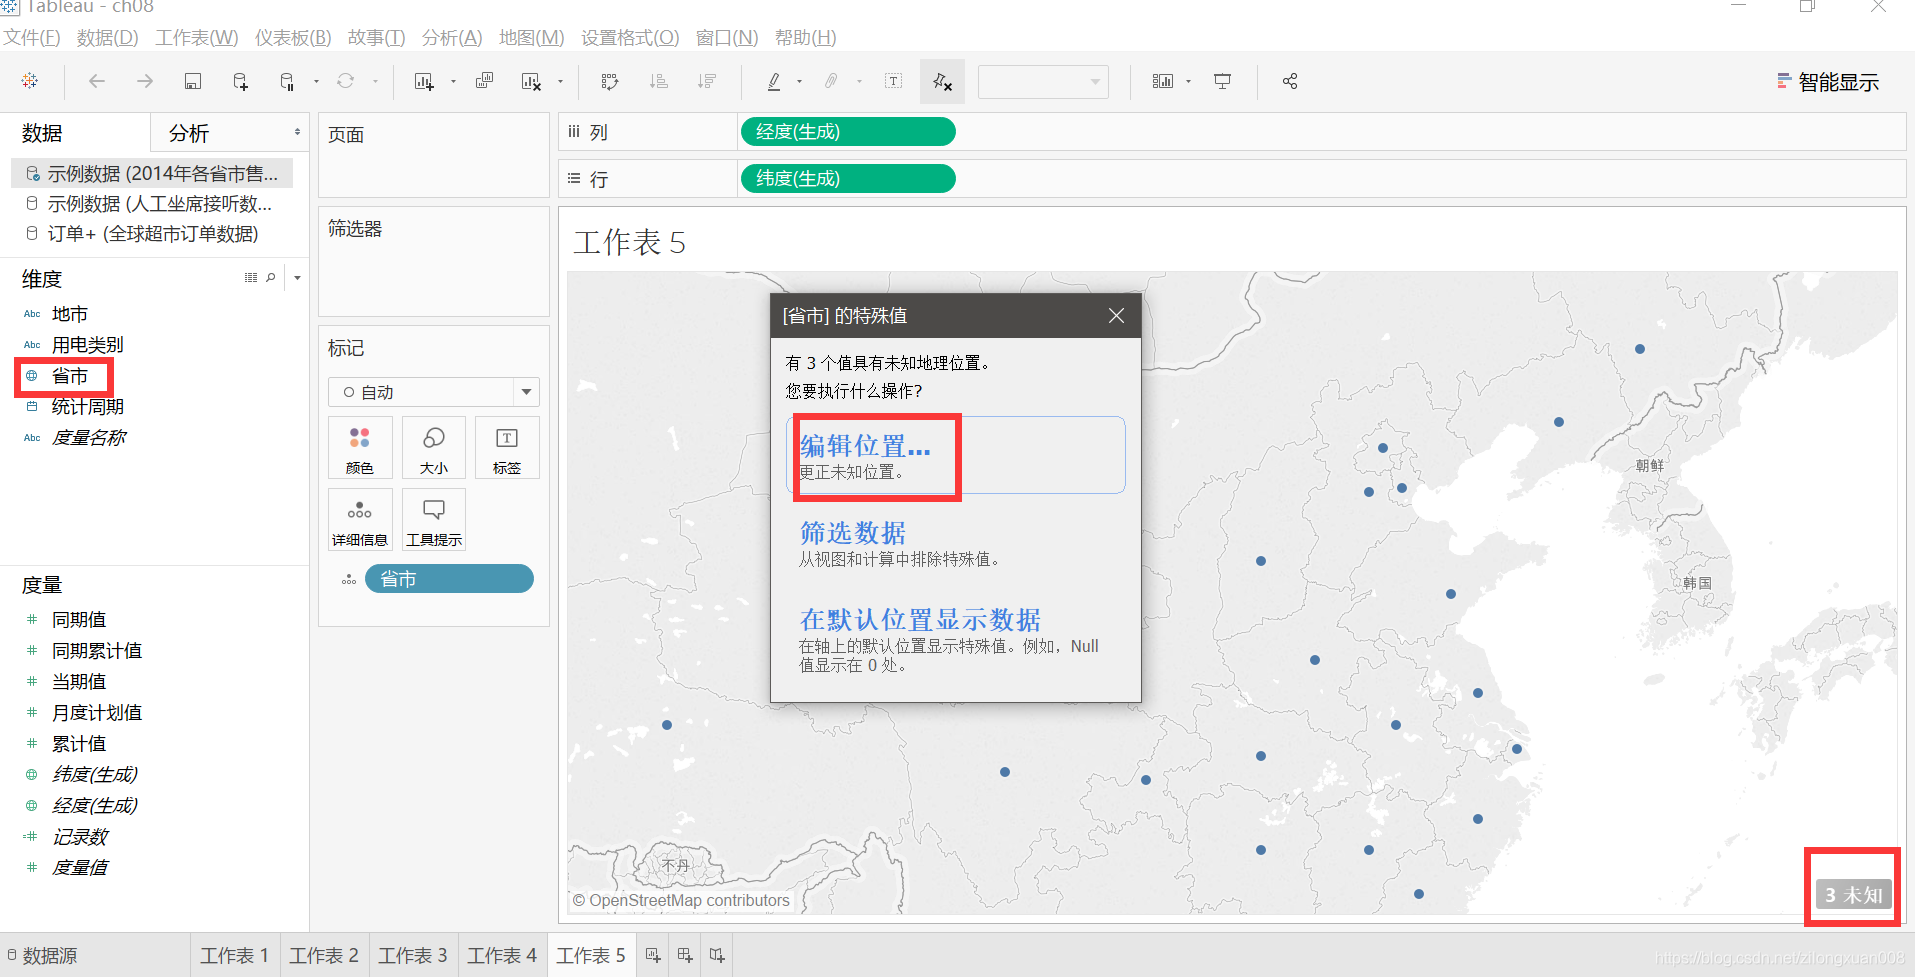 Tableau - ch08
文件(F) 数据(D) 工作表(W) 仪表板(B) 故事(T) 分析(A) 地图(M) 设置格式(O) 窗口(N) 帮助(H)
智能显示
数据 分析
示例数据 (2014年各省市售...
示例数据 (人工坐席接听数...
订单+ (全球超市订单数据)
维度
Abc 地市
Abc 用电类别
省市
统计周期
Abc 度量名称
度量
同期值
同期累计值
当期值
月度计划值
累计值
纬度(生成)
经度(生成)
记录数
度量值
页面
筛选器
标记
自动
颜色 大小 标签
详细信息 工具提示
省市
列 经度(生成)
行 纬度(生成)
工作表 5
[省市] 的特殊值
有 3 个值具有未知地理位置。
您要执行什么操作?
编辑位置...
更正未知位置。
筛选数据
从视图和计算中排除特殊值。
在默认位置显示数据
在轴上的默认位置显示特殊值。例如，Null
值显示在 0 处。
朝鲜
韩国
不丹
© OpenStreetMap contributors
3 未知
数据源 工作表 1 工作表 2 工作表 3 工作表 4 工作表 5
https://blog.csdn.net/zilongxuan008